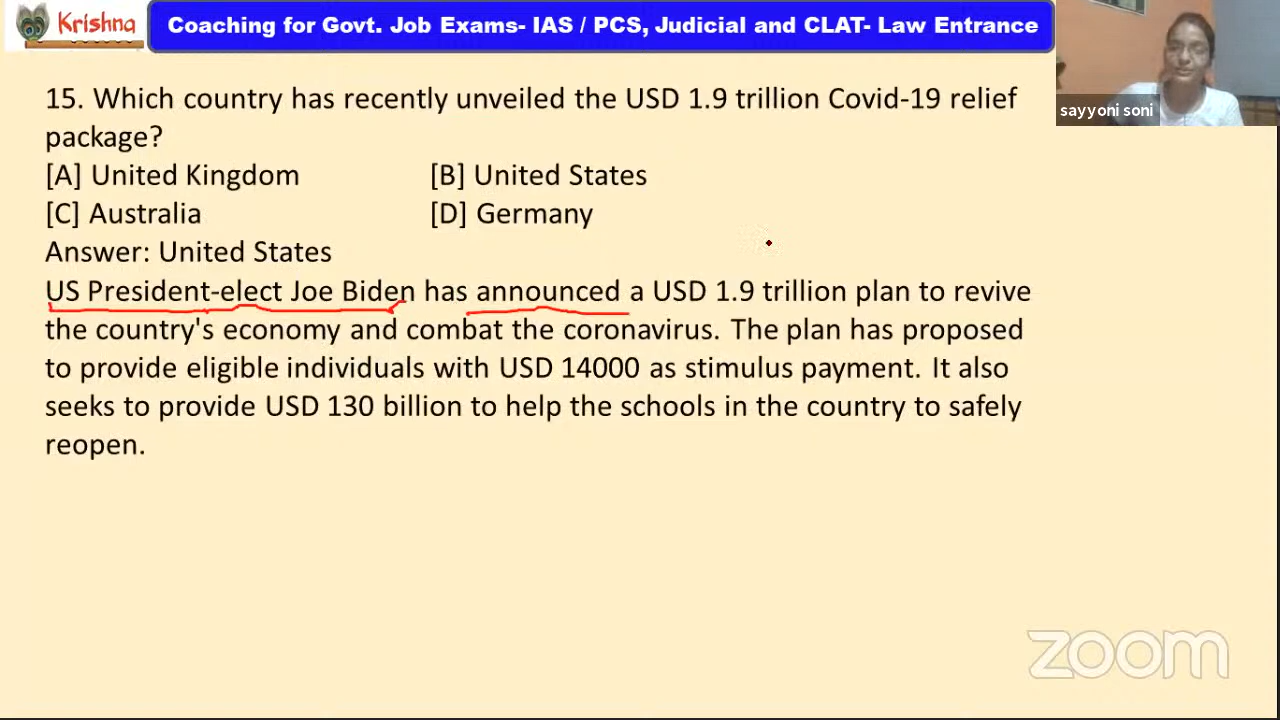 Krishna
Coaching for Govt. Job Exams- IAS / PCS, Judicial and CLAT- Law Entrance
sayyoni soni
15. Which country has recently unveiled the USD 1.9 trillion Covid-19 relief
package?
[A] United Kingdom [B] United States
[C] Australia [D] Germany
Answer: United States
US President-elect Joe Biden has announced a USD 1.9 trillion plan to revive
the country's economy and combat the coronavirus. The plan has proposed
to provide eligible individuals with USD 14000 as stimulus payment. It also
seeks to provide USD 130 billion to help the schools in the country to safely
reopen.
zoom